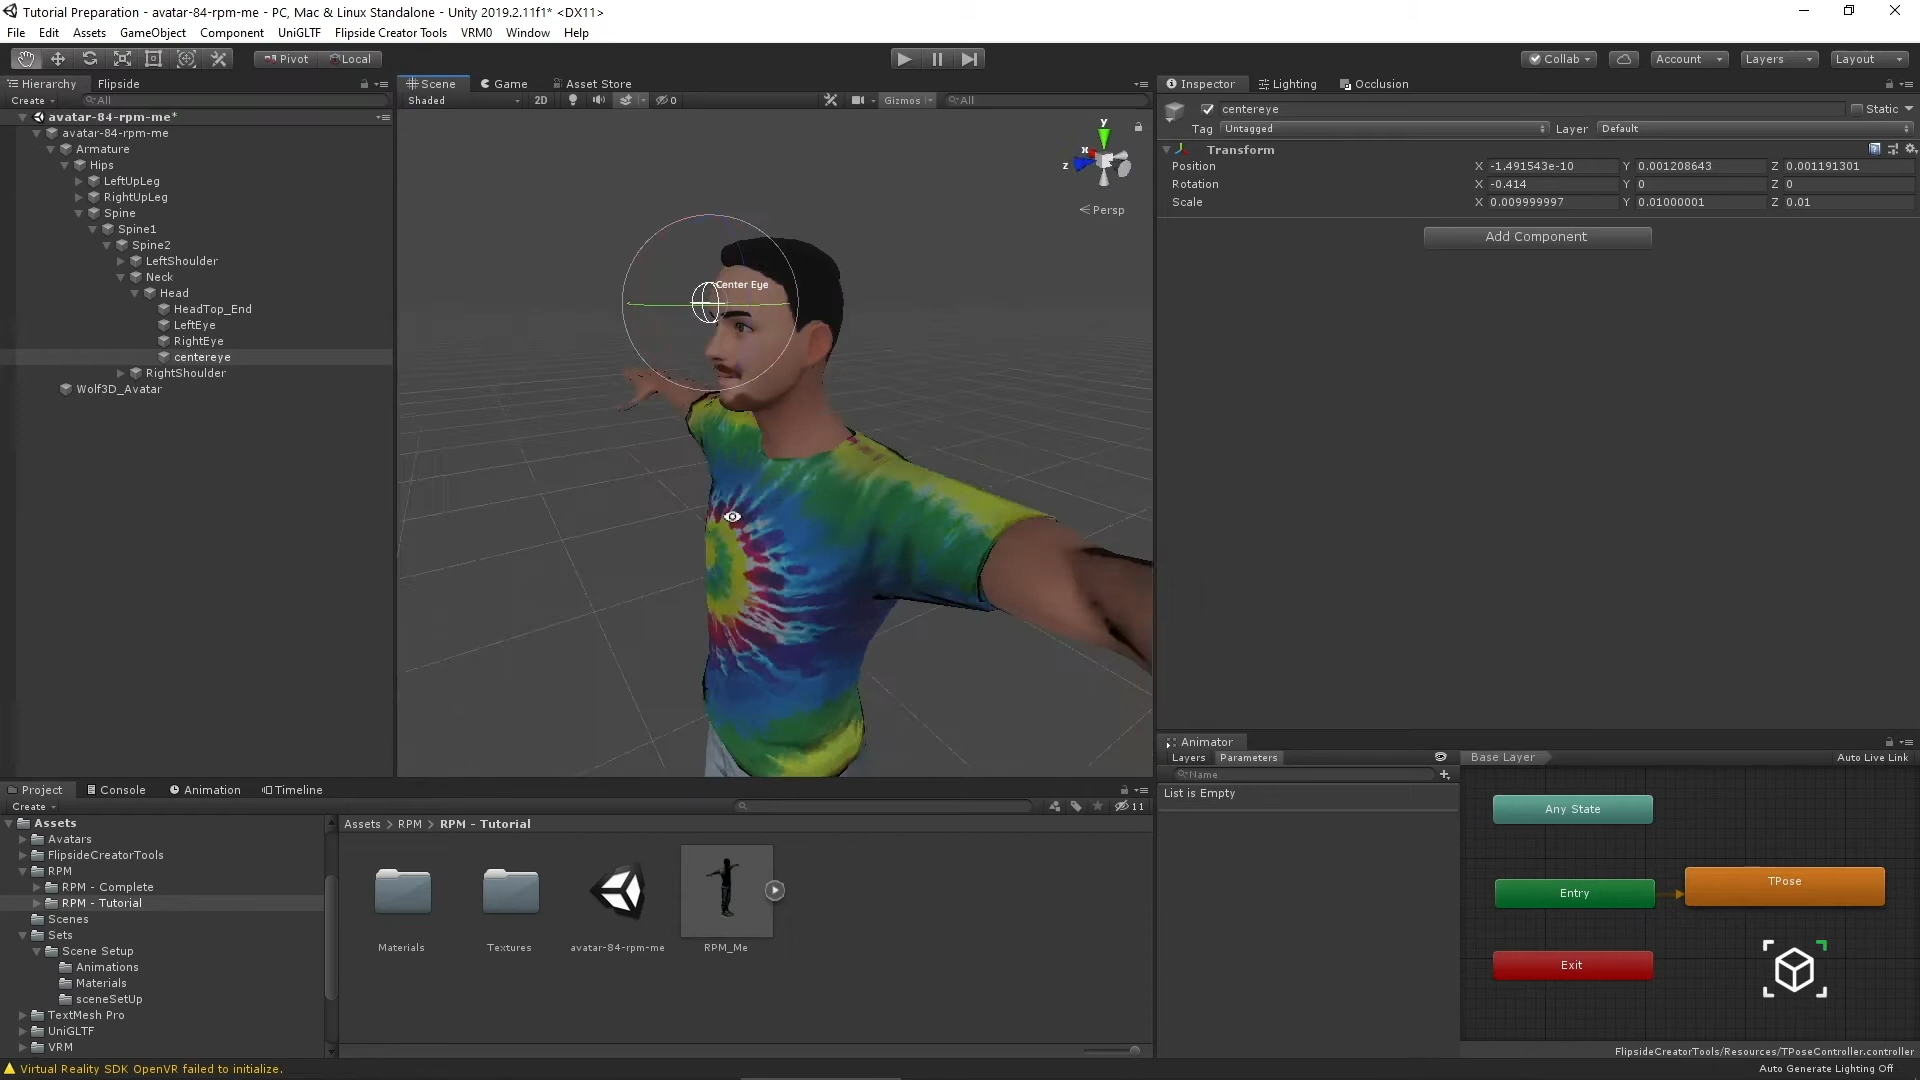 Tutorial Preparation - avatar-84-rpm-me - PC, Mac & Linux Standalone - Unity 2019.2.11f1* <DX11>
File Edit Assets GameObject Component UniGLTF Flipside Creator Tools VRM0 Window Help
Pivot Local Collab Account Layers Layout
Hierarchy Flipside Scene Game Asset Store Inspector Lighting Occlusion
Create All Shaded 2D 0 Gizmos All
centereye Static
Tag Untagged Layer Default
Transform
Position X -1.491543e-10 Y 0.001208643 Z 0.001191301
Rotation X -0.414 Y 0 Z 0
Scale X 0.009999997 Y 0.01000001 Z 0.01
Add Component
avatar-84-rpm-me*
avatar-84-rpm-me
Armature
Hips
LeftUpLeg
RightUpLeg
Spine
Spine1
Spine2
LeftShoulder
Neck
Head
HeadTop_End
LeftEye
RightEye
centereye
RightShoulder
Wolf3D_Avatar
y
x
z
Persp
Center Eye
Animator
Layers Parameters Base Layer Auto Live Link
Name
List is Empty
Any State
Entry
TPose
Exit
FlipsideCreatorTools/Resources/TPoseController.controller
Auto Generate Lighting Off
Project Console Animation Timeline
Create 11
Assets
Avatars
FlipsideCreatorTools
RPM
RPM - Complete
RPM - Tutorial
Scenes
Sets
Scene Setup
Animations
Materials
sceneSetUp
TextMesh Pro
UniGLTF
VRM
Assets > RPM > RPM - Tutorial
Materials Textures avatar-84-rpm-me RPM_Me
Virtual Reality SDK OpenVR failed to initialize.